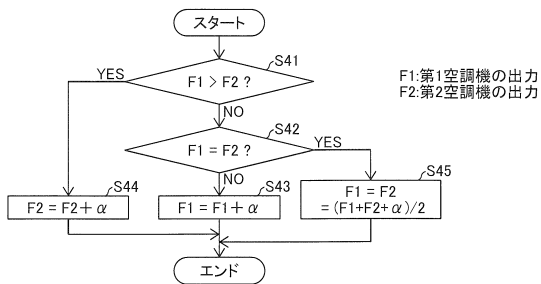 スタート
S41
YES
F1 > F2 ?
F1:第1空調機の出力
F2:第2空調機の出力
NO
S42
F1 = F2 ?
YES
NO
S44
F2 = F2+ α
S43
F1 = F1+ α
S45
F1 = F2
= (F1+F2+α)/2
エンド